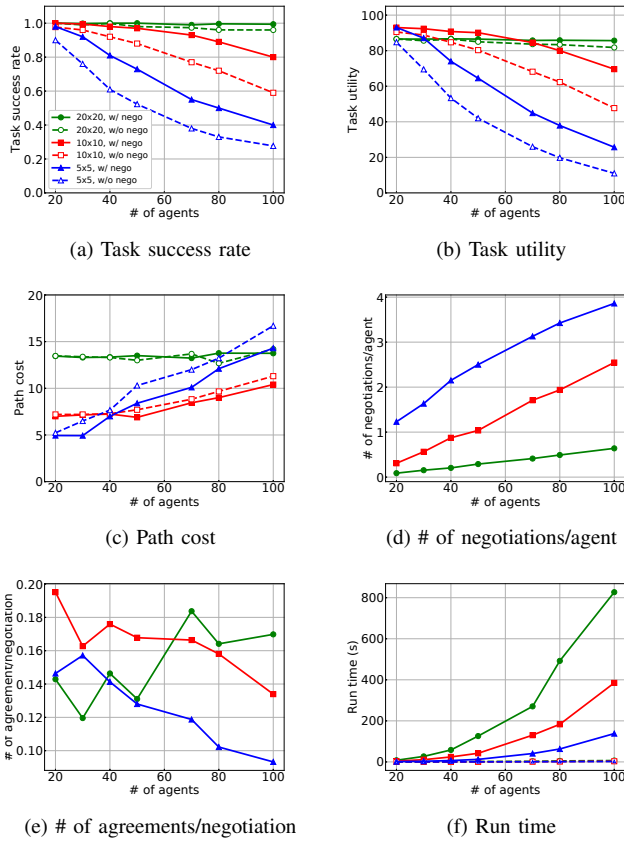 1.0
0.8
0.6
0.4
0.2
0.0
Task success rate
20x20, w/ nego
20x20, w/o nego
10x10, w/ nego
10x10, w/o nego
5x5, w/ nego
5x5, w/o nego
20 40 60 80 100
# of agents
(a) Task success rate
100
80
60
40
20
0
Task utility
20 40 60 80 100
# of agents
(b) Task utility
20
15
10
5
0
Path cost
20 40 60 80 100
# of agents
(c) Path cost
4
3
2
1
0
# of negotiations/agent
20 40 60 80 100
# of agents
(d) # of negotiations/agent
0.20
0.18
0.16
0.14
0.12
0.10
# of agreement/negotiation
20 40 60 80 100
# of agents
(e) # of agreements/negotiation
800
600
400
200
0
Run time (s)
20 40 60 80 100
# of agents
(f) Run time